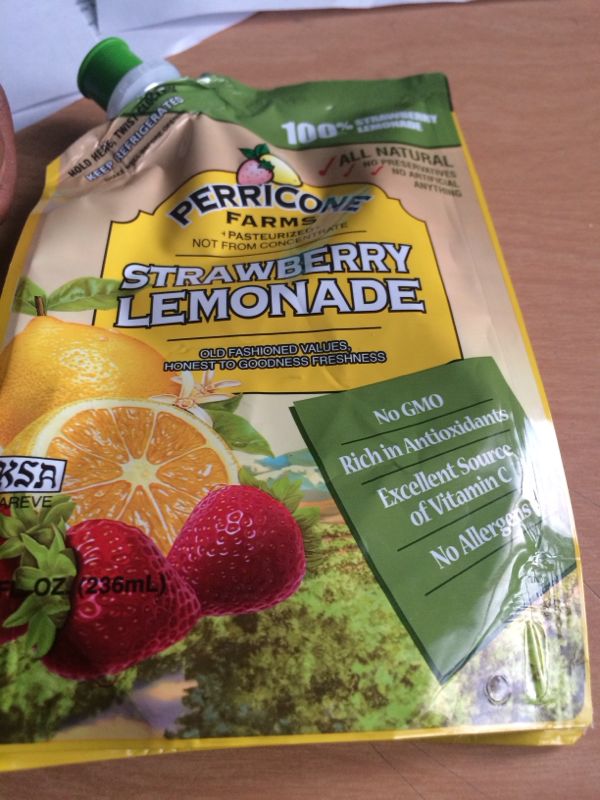 HOLD HERE, TWIST
KEEP REFRIGERATED
100% STRAWBERRY
LEMONADE
ALL NATURAL
NO PRESERVATIVES
NO ARTIFICIAL
ANYTHING
PERRICONE
FARMS
PASTEURIZED
NOT FROM CONCENTRATE
STRAWBERRY
LEMONADE
OLD FASHIONED VALUES,
HONEST TO GOODNESS FRESHNESS
No GMO
Rich in Antioxidants
Excellent Source
of Vitamin C
No Allergens
KSA
PAREVE
FL OZ (236mL)